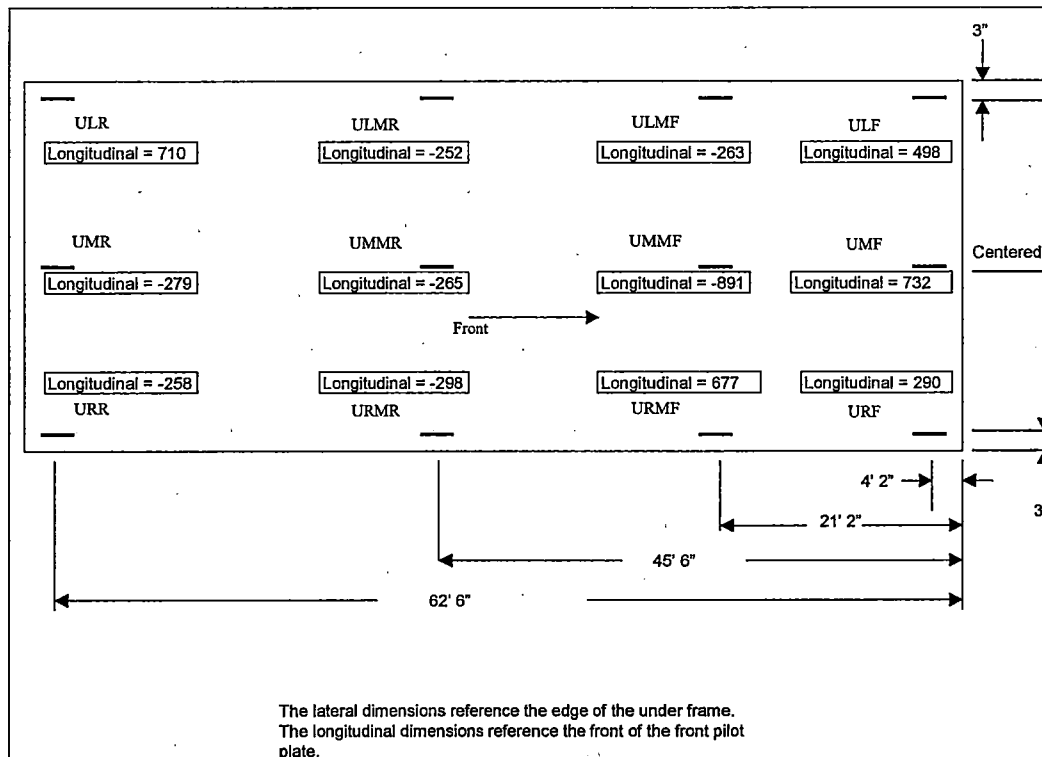 3"
ULR ULMR ULMF ULF
Longitudinal = 710 Longitudinal = -252 Longitudinal = -263 Longitudinal = 498
UMR UMMR UMMF UMF
Centered
Longitudinal = -279 Longitudinal = -265 Longitudinal = -891 Longitudinal = 732
Front
Longitudinal = -258 Longitudinal = -298 Longitudinal = 677 Longitudinal = 290
URR URMR URMF URF
4' 2"
3
21' 2"
45' 6"
62' 6"
The lateral dimensions reference the edge of the under frame.
The longitudinal dimensions reference the front of the front pilot
plate.